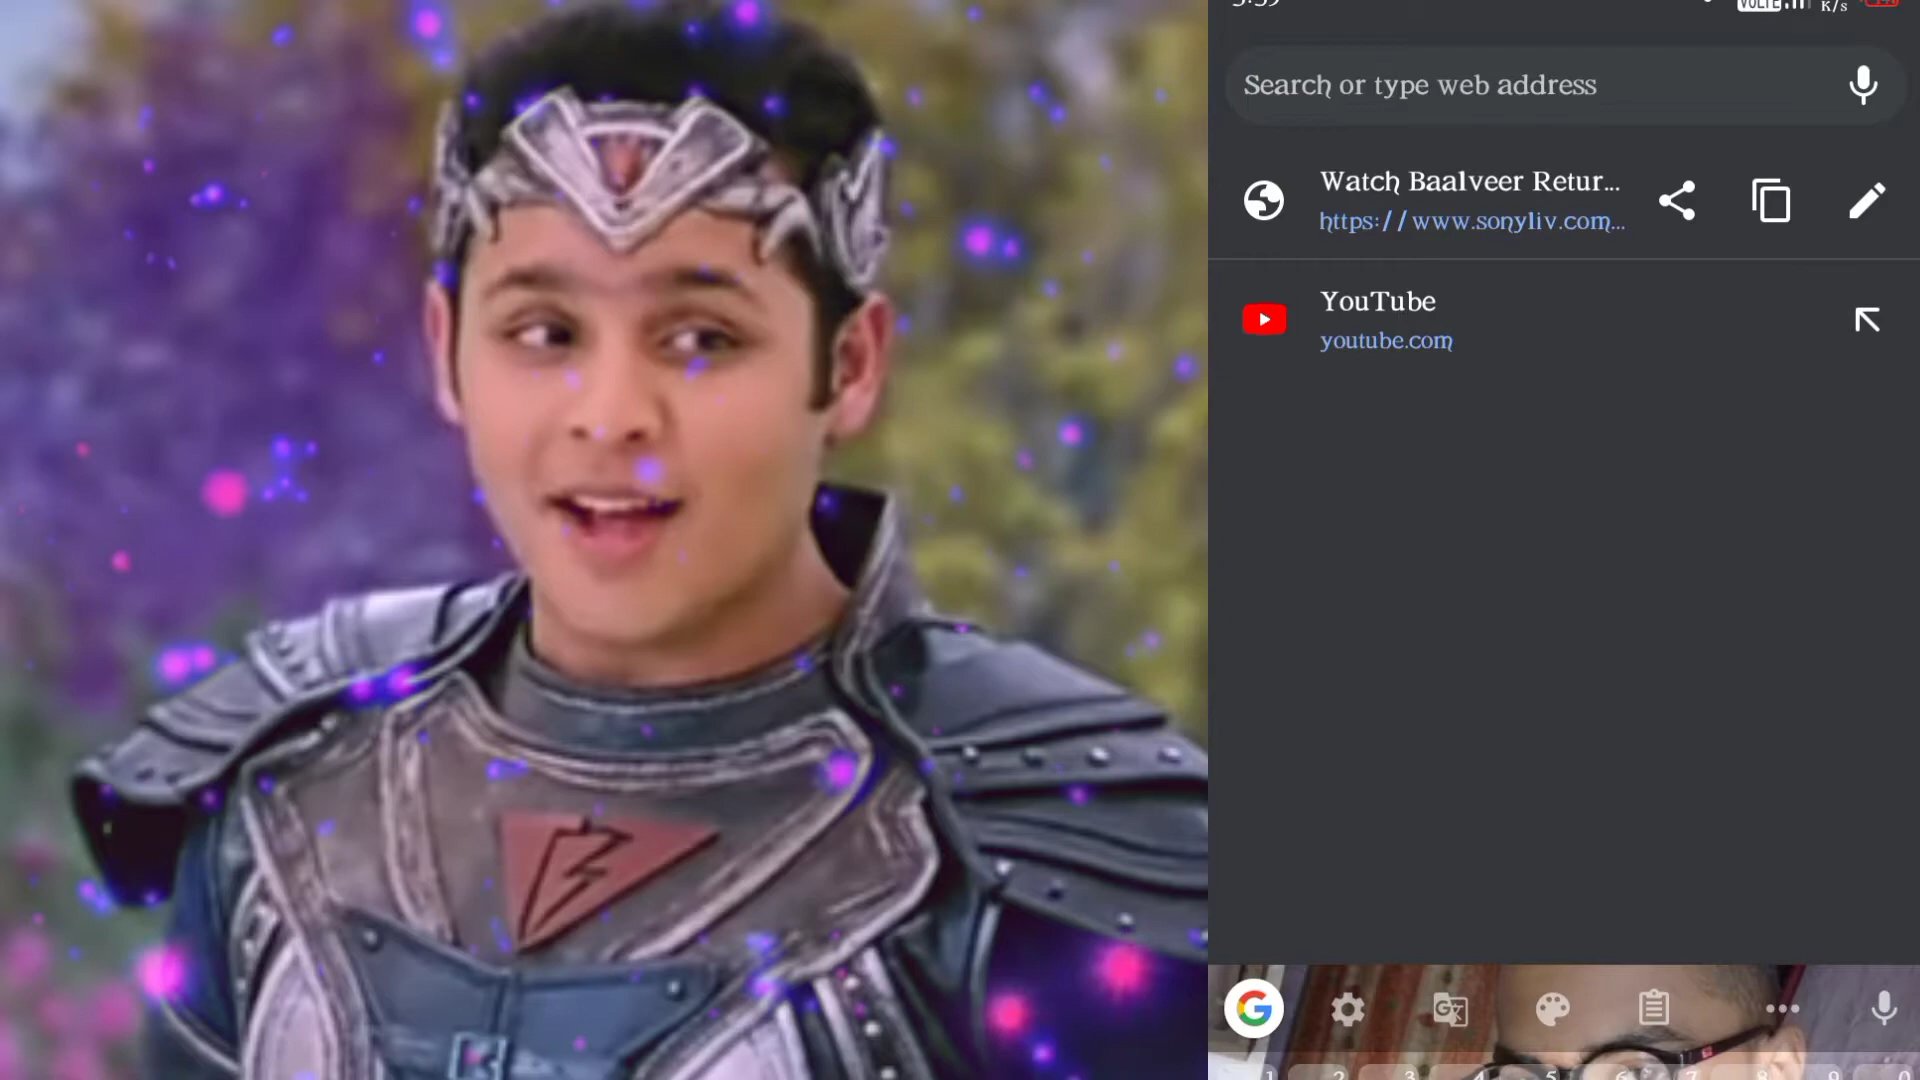 Search or type web address
Watch Baalveer Retur...
https://www.sonyliv.com...
YouTube
youtube.com